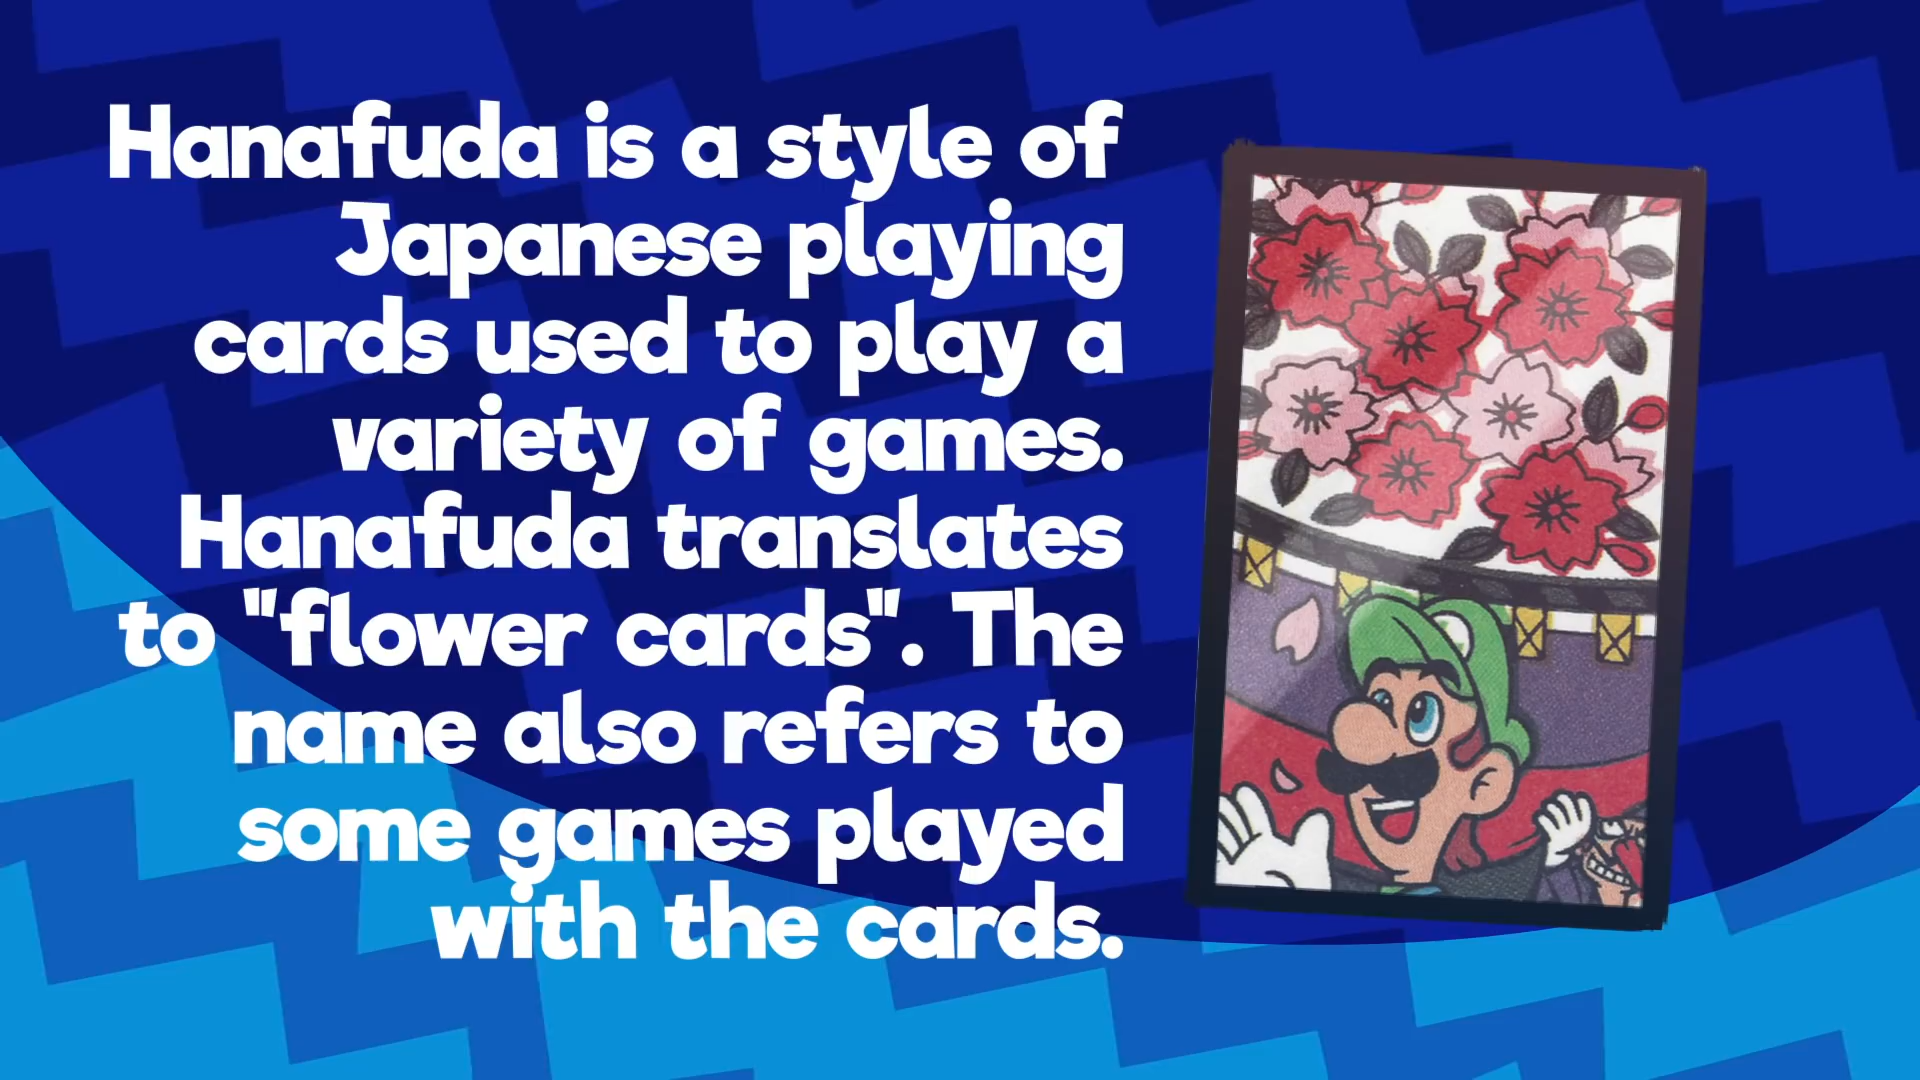 Hanafuda is a style of
Japanese playing
cards used to play a
variety of games.
Hanafuda translates
to "flower cards". The
name also refers to
some games played
with the cards.